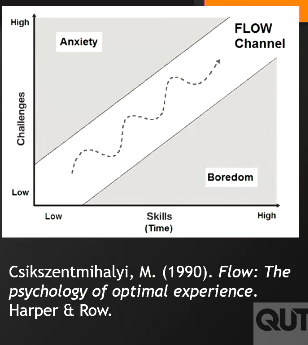 High
Anxiety
FLOW
Channel
Challenges
Boredom
Low
Low
Skills
(Time)
High
Csikszentmihalyi, M. (1990). Flow: The
psychology of optimal experience.
Harper & Row.
QUT